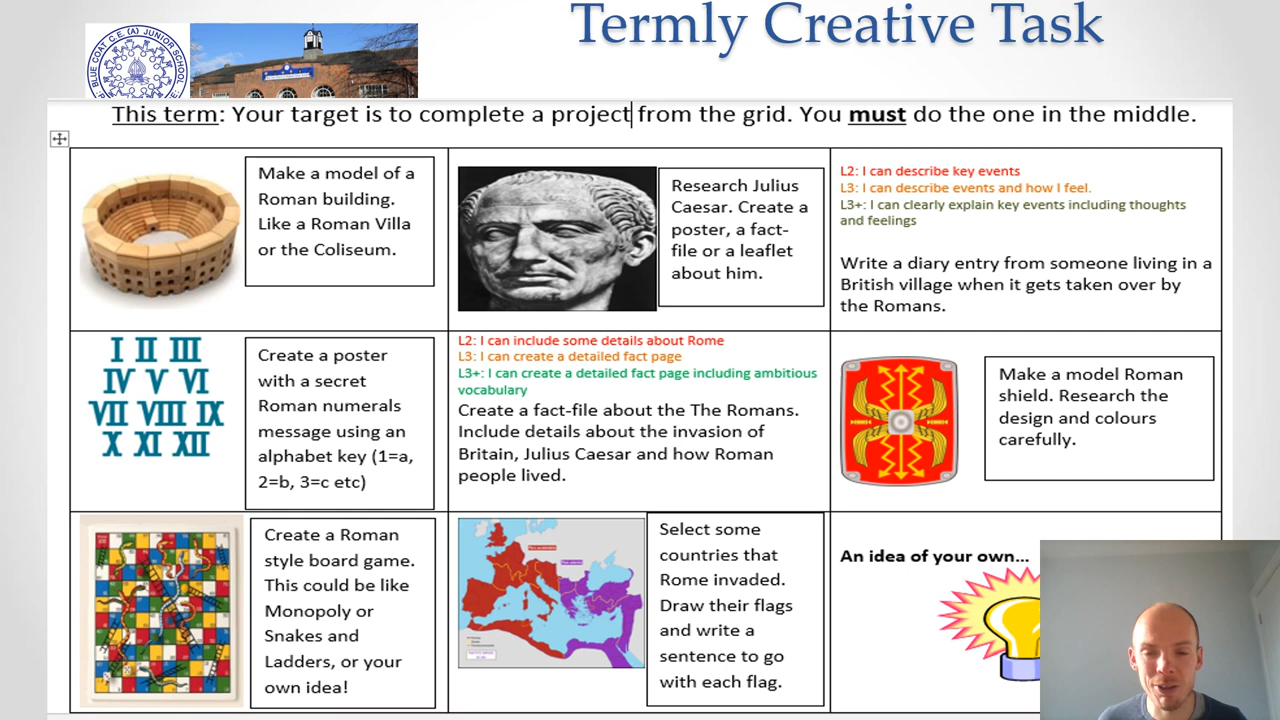 Termly Creative Task
BLUE COAT C.E. (A) JUNIOR SCHOOL
This term: Your target is to complete a project from the grid. You must do the one in the middle.
Make a model of a
Roman building.
Like a Roman Villa
or the Coliseum.
Research Julius
Caesar. Create a
poster, a fact-
file or a leaflet
about him.
L2: I can describe key events
L3: I can describe events and how I feel.
L3+: I can clearly explain key events including thoughts
and feelings
Write a diary entry from someone living in a
British village when it gets taken over by
the Romans.
I II III
IV V VI
VII VIII IX
X XI XII
Create a poster
with a secret
Roman numerals
message using an
alphabet key (1=a,
2=b, 3=c etc)
L2: I can include some details about Rome
L3: I can create a detailed fact page
L3+: I can create a detailed fact page including ambitious
vocabulary
Create a fact-file about the The Romans.
Include details about the invasion of
Britain, Julius Caesar and how Roman
people lived.
Make a model Roman
shield. Research the
design and colours
carefully.
Create a Roman
style board game.
This could be like
Monopoly or
Snakes and
Ladders, or your
own idea!
Select some
countries that
Rome invaded.
Draw their flags
and write a
sentence to go
with each flag.
An idea of your own...